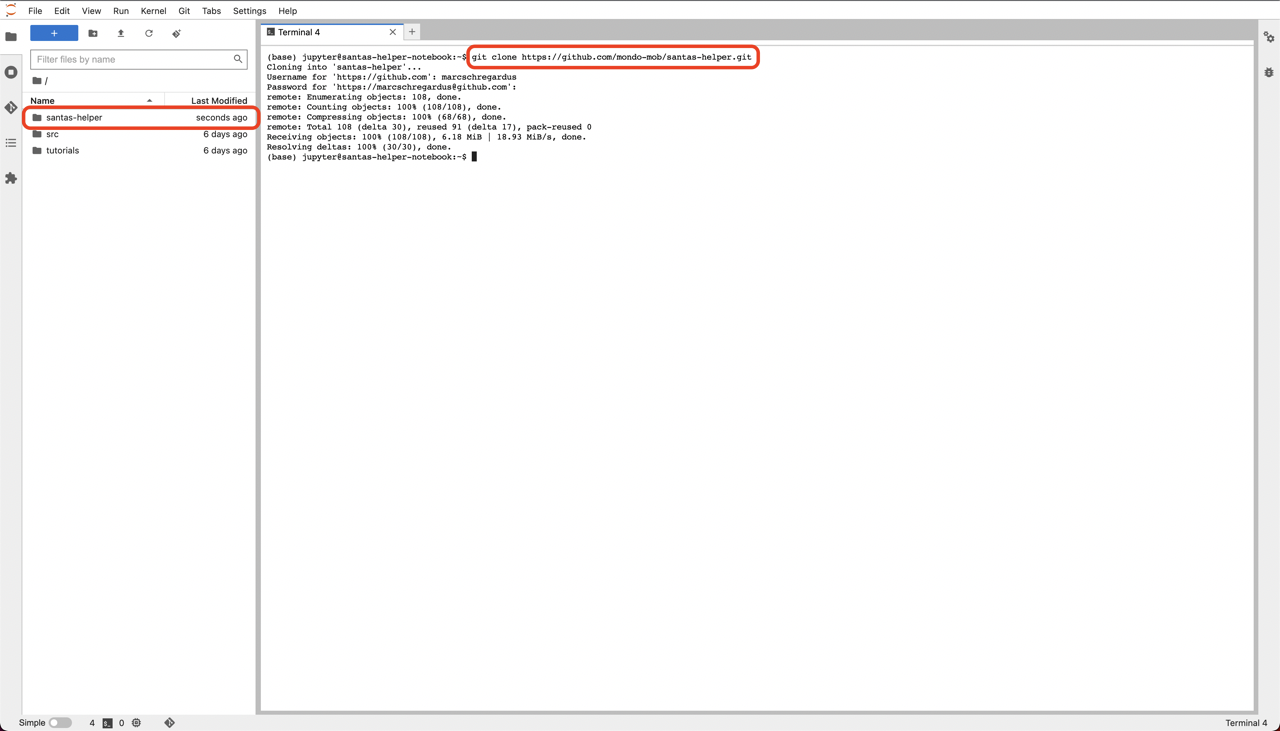 File Edit View Run Kernel Git Tabs Settings Help
+
Terminal 4
Filter files by name
/
Name Last Modified
santas-helper seconds ago
src 6 days ago
tutorials 6 days ago
(base) jupyter@santas-helper-notebook:~$ git clone https://github.com/mondo-mob/santas-helper.git
Cloning into 'santas-helper'...
Username for 'https://github.com': marcschregardus
Password for 'https://marcschregardus@github.com':
remote: Enumerating objects: 108, done.
remote: Counting objects: 100% (108/108), done.
remote: Compressing objects: 100% (68/68), done.
remote: Total 108 (delta 30), reused 91 (delta 17), pack-reused 0
Receiving objects: 100% (108/108), 6.18 MiB | 18.93 MiB/s, done.
Resolving deltas: 100% (30/30), done.
(base) jupyter@santas-helper-notebook:~$
Simple 4 0 Terminal 4